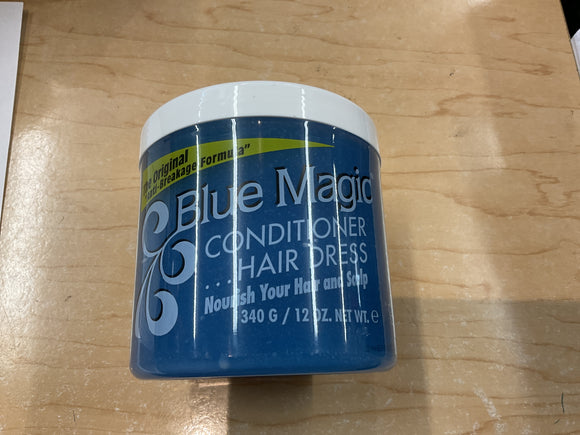 The Original
Anti-Breakage Formula"
Blue Magic
CONDITIONER
...HAIR DRESS
Nourish Your Hair and Scalp
340 G / 12 OZ. NET WT. ℮